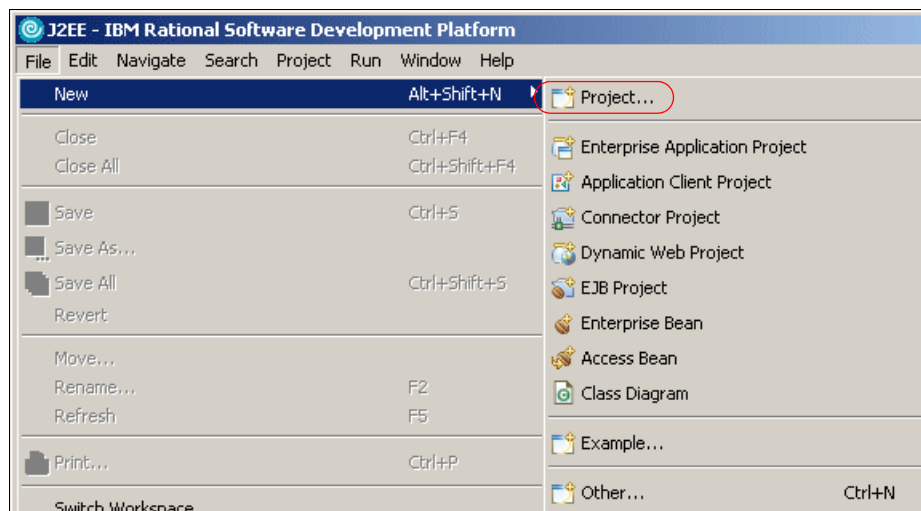 J2EE - IBM Rational Software Development Platform
File Edit Navigate Search Project Run Window Help
New Alt+Shift+N
Close Ctrl+F4
Close All Ctrl+Shift+F4
Save Ctrl+S
Save As...
Save All Ctrl+Shift+S
Revert
Move...
Rename... F2
Refresh F5
Print... Ctrl+P
Switch Workspace
Project...
Enterprise Application Project
Application Client Project
Connector Project
Dynamic Web Project
EJB Project
Enterprise Bean
Access Bean
Class Diagram
Example...
Other... Ctrl+N